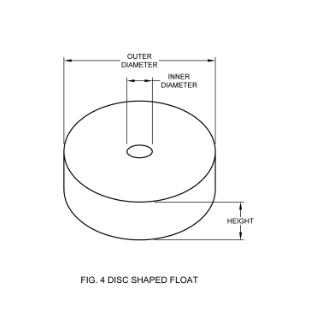 OUTER
DIAMETER
INNER
DIAMETER
HEIGHT
FIG. 4 DISC SHAPED FLOAT